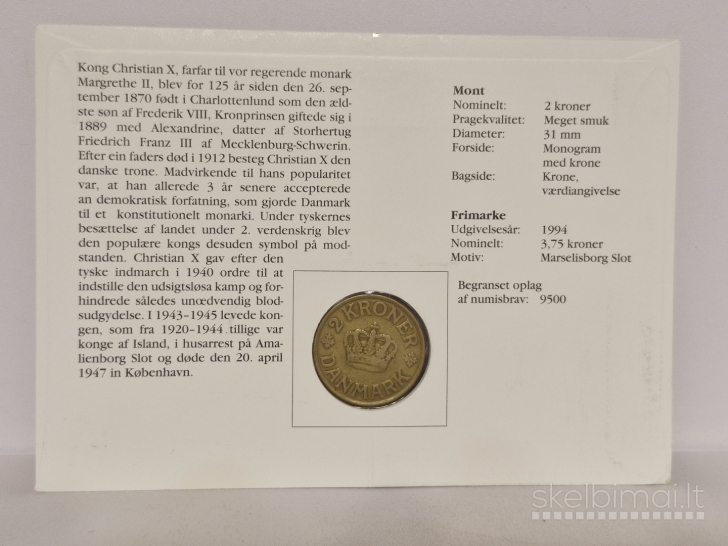 Kong Christian X, farfar til vor regerende monark
Margrethe II, blev for 125 år siden den 26. sep-
tember 1870 født i Charlottenlund som den æld-
ste søn af Frederik VIII, Kronprinsen giftede sig i
1889 med Alexandrine, datter af Storhertug
Friedrich Franz III af Mecklenburg-Schwerin.
Efter ein faders død i 1912 besteg Christian X den
danske trone. Madvirkende til hans popularitet
var, at han allerede 3 år senere accepterede
an demokratisk forfatning, som gjorde Danmark
til et konstitutionelt monarki. Under tyskernes
besættelse af landet under 2. verdenskrig blev
den populære kongs desuden symbol på mod-
standen. Christian X gav efter den
tyske indmarch i 1940 ordre til at
indstille den udsigtsløsa kamp og for-
hindrede således unœdvendig blod-
sudgydelse. I 1943-1945 levede kon-
gen, som fra 1920-1944 tillige var
konge af Island, i husarrest på Ama-
lienborg Slot og døde den 20. april
1947 in København.
Mont
Nominelt: 2 kroner
Pragekvalitet: Meget smuk
Diameter: 31 mm
Forside: Monogram
med krone
Bagside: Krone,
værdiangivelse
Frimarke
Udgivelsesår: 1994
Nominelt: 3,75 kroner
Motiv: Marselisborg Slot
Begranset oplag
af numisbrav: 9500
2 KRONER
DANMARK
skelbimai.lt